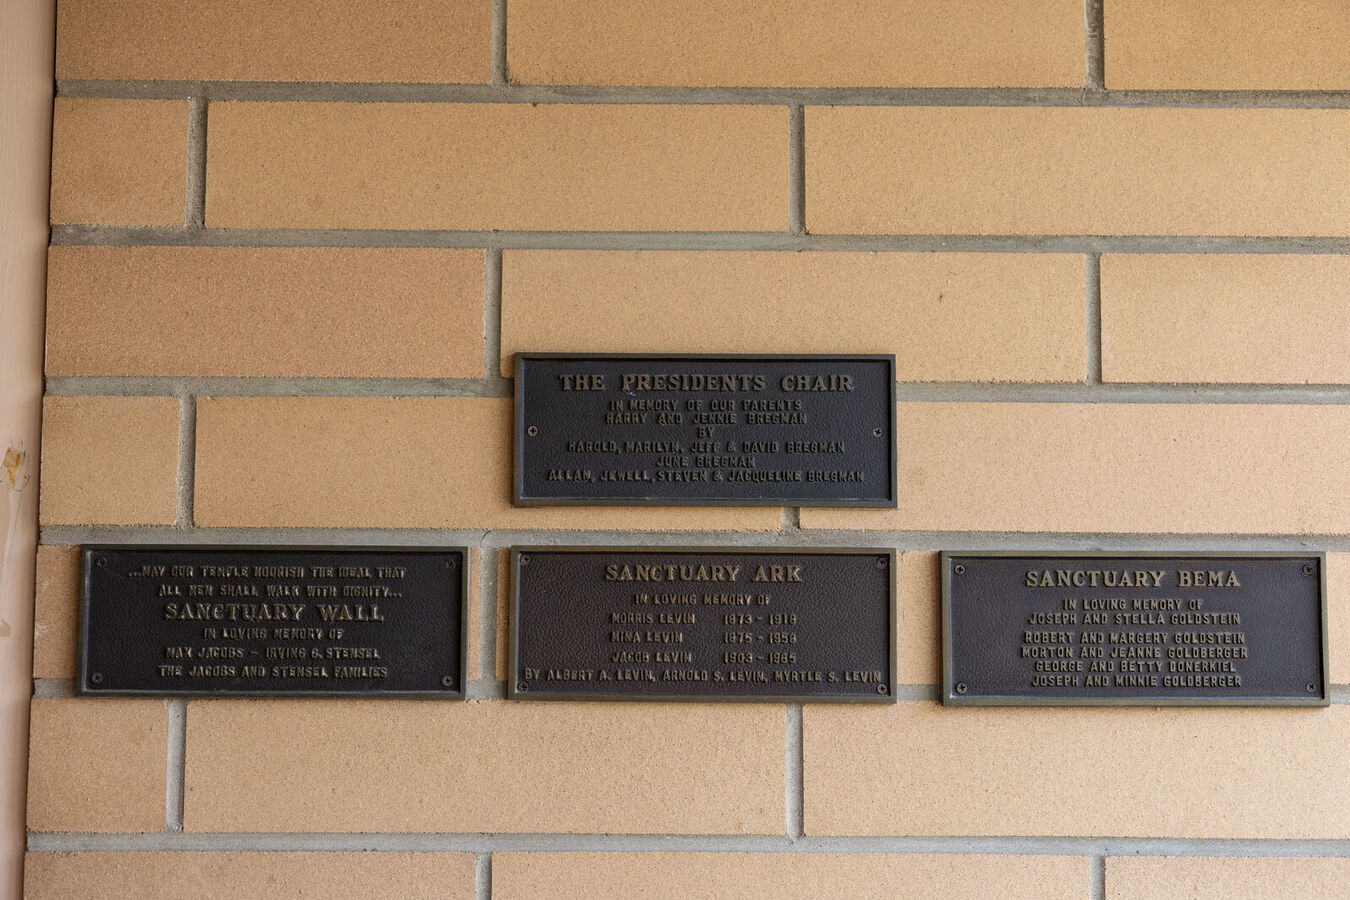 THE PRESIDENTS CHAIR
IN MEMORY OF OUR PARENTS
HARRY AND JENNIE BREGMAN
BY
HAROLD, MARILYN, JEFF & DAVID BREGMAN
JUNE BREGMAN
ALLAN, JEWELL, STEVEN & JACQUELINE BREGMAN
...MAY OUR TEMPLE NOURISH THE IDEAL THAT
ALL MEN SHALL WALK WITH DIGNITY...
SANCTUARY WALL
IN LOVING MEMORY OF
MAX JACOBS - IRVING G. STENSEL
THE JACOBS AND STENSEL FAMILIES
SANCTUARY ARK
IN LOVING MEMORY OF
MORRIS LEVIN 1873 - 1918
MINA LEVIN 1875 - 1958
JACOB LEVIN 1903 - 1985
BY ALBERT A. LEVIN, ARNOLD S. LEVIN, MYRTLE S. LEVIN
SANCTUARY BEMA
IN LOVING MEMORY OF
JOSEPH AND STELLA GOLDSTEIN
ROBERT AND MARGERY GOLDSTEIN
MORTON AND JEANNE GOLDBERGER
GEORGE AND BETTY BONERKIEL
JOSEPH AND MINNIE GOLDBERGER